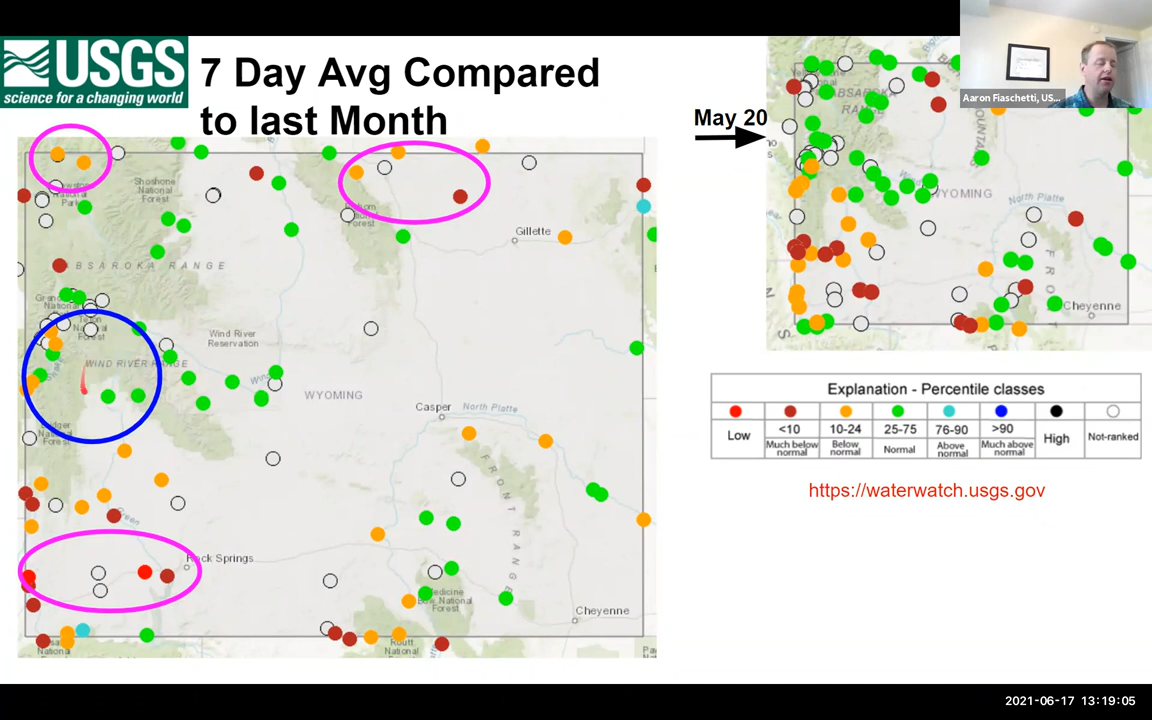 USGS
science for a changing world
7 Day Avg Compared
to last Month
May 20
Aaron Fiaschetti, US...
Shoshone
National
Forest
Gillette
ABSAROKA RANGE
Wind River
Reservation
WIND RIVER RANGE
WYOMING
Casper
North Platte
FRONT RANGE
Green
Rock Springs
Medicine
Bow National
Forest
Cheyenne
Routt
National
ABSAROKA
RANGE
WYOMING
North Platte
Cheyenne
Explanation - Percentile classes
Low
<10
Much below
normal
10-24
Below
normal
25-75
Normal
76-90
Above
normal
>90
Much above
normal
High
Not-ranked
https://waterwatch.usgs.gov
2021-06-17 13:19:05